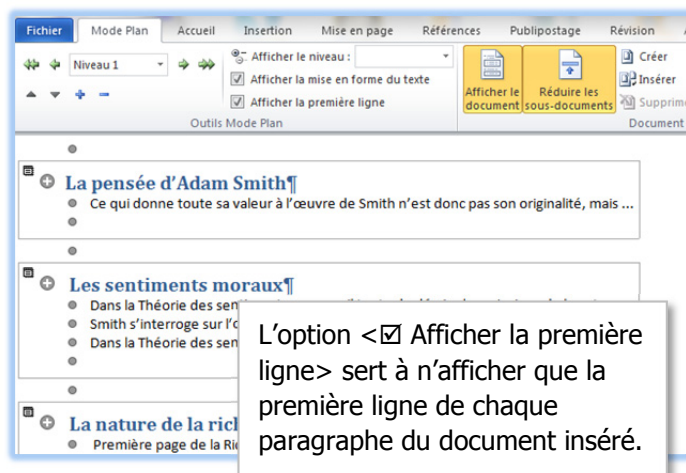 Fichier Mode Plan Accueil Insertion Mise en page Références Publipostage Révision
Niveau 1
Afficher le niveau :
Afficher la mise en forme du texte
Afficher la première ligne
Outils Mode Plan
Afficher le
document
Réduire les
sous-documents
Créer
Insérer
Document
La pensée d’Adam Smith¶
Ce qui donne toute sa valeur à l’œuvre de Smith n’est donc pas son originalité, mais ...
Les sentiments moraux¶
Dans la Théorie des
Smith s’interroge sur
Dans la Théorie des
La nature de la
Première page de la
L’option <☑ Afficher la première
ligne> sert à n’afficher que la
première ligne de chaque
paragraphe du document inséré.